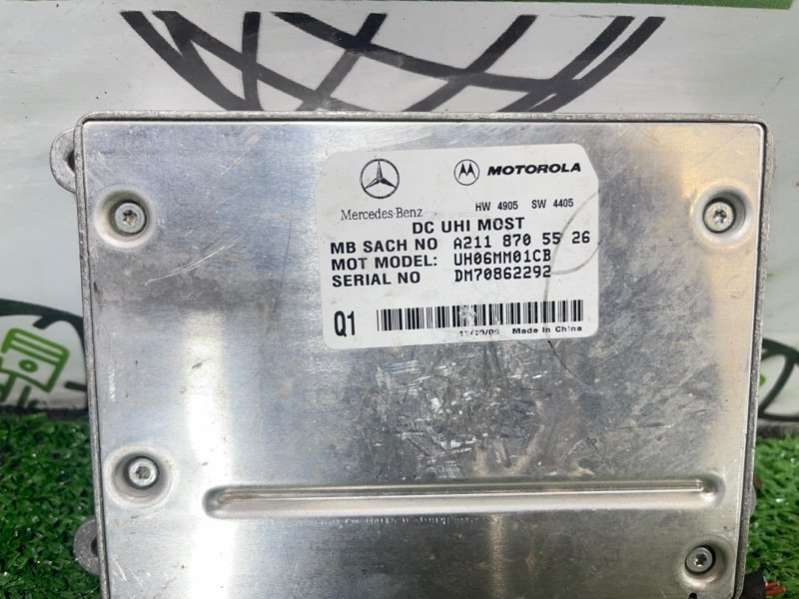 MOTOROLA
Mercedes-Benz
HW 4905 SW 4405
DC UHI MOST
MB SACH NO A211 870 55 26
MOT MODEL: UH06MM01CB
SERIAL NO DM70862292
Q1
Made in China